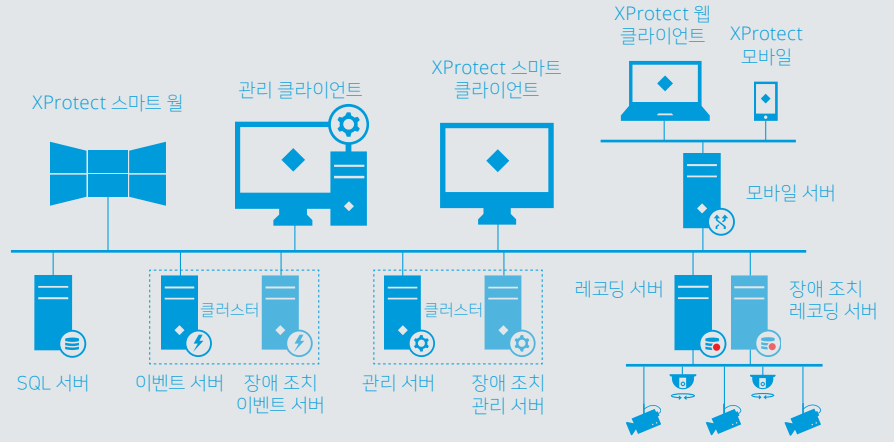 XProtect 웹
클라이언트
XProtect
모바일
XProtect 스마트
클라이언트
관리 클라이언트
XProtect 스마트 월
모바일 서버
레코딩 서버
장애 조치
레코딩 서버
클러스터
클러스터
SQL 서버
이벤트 서버
장애 조치
이벤트 서버
관리 서버
장애 조치
관리 서버